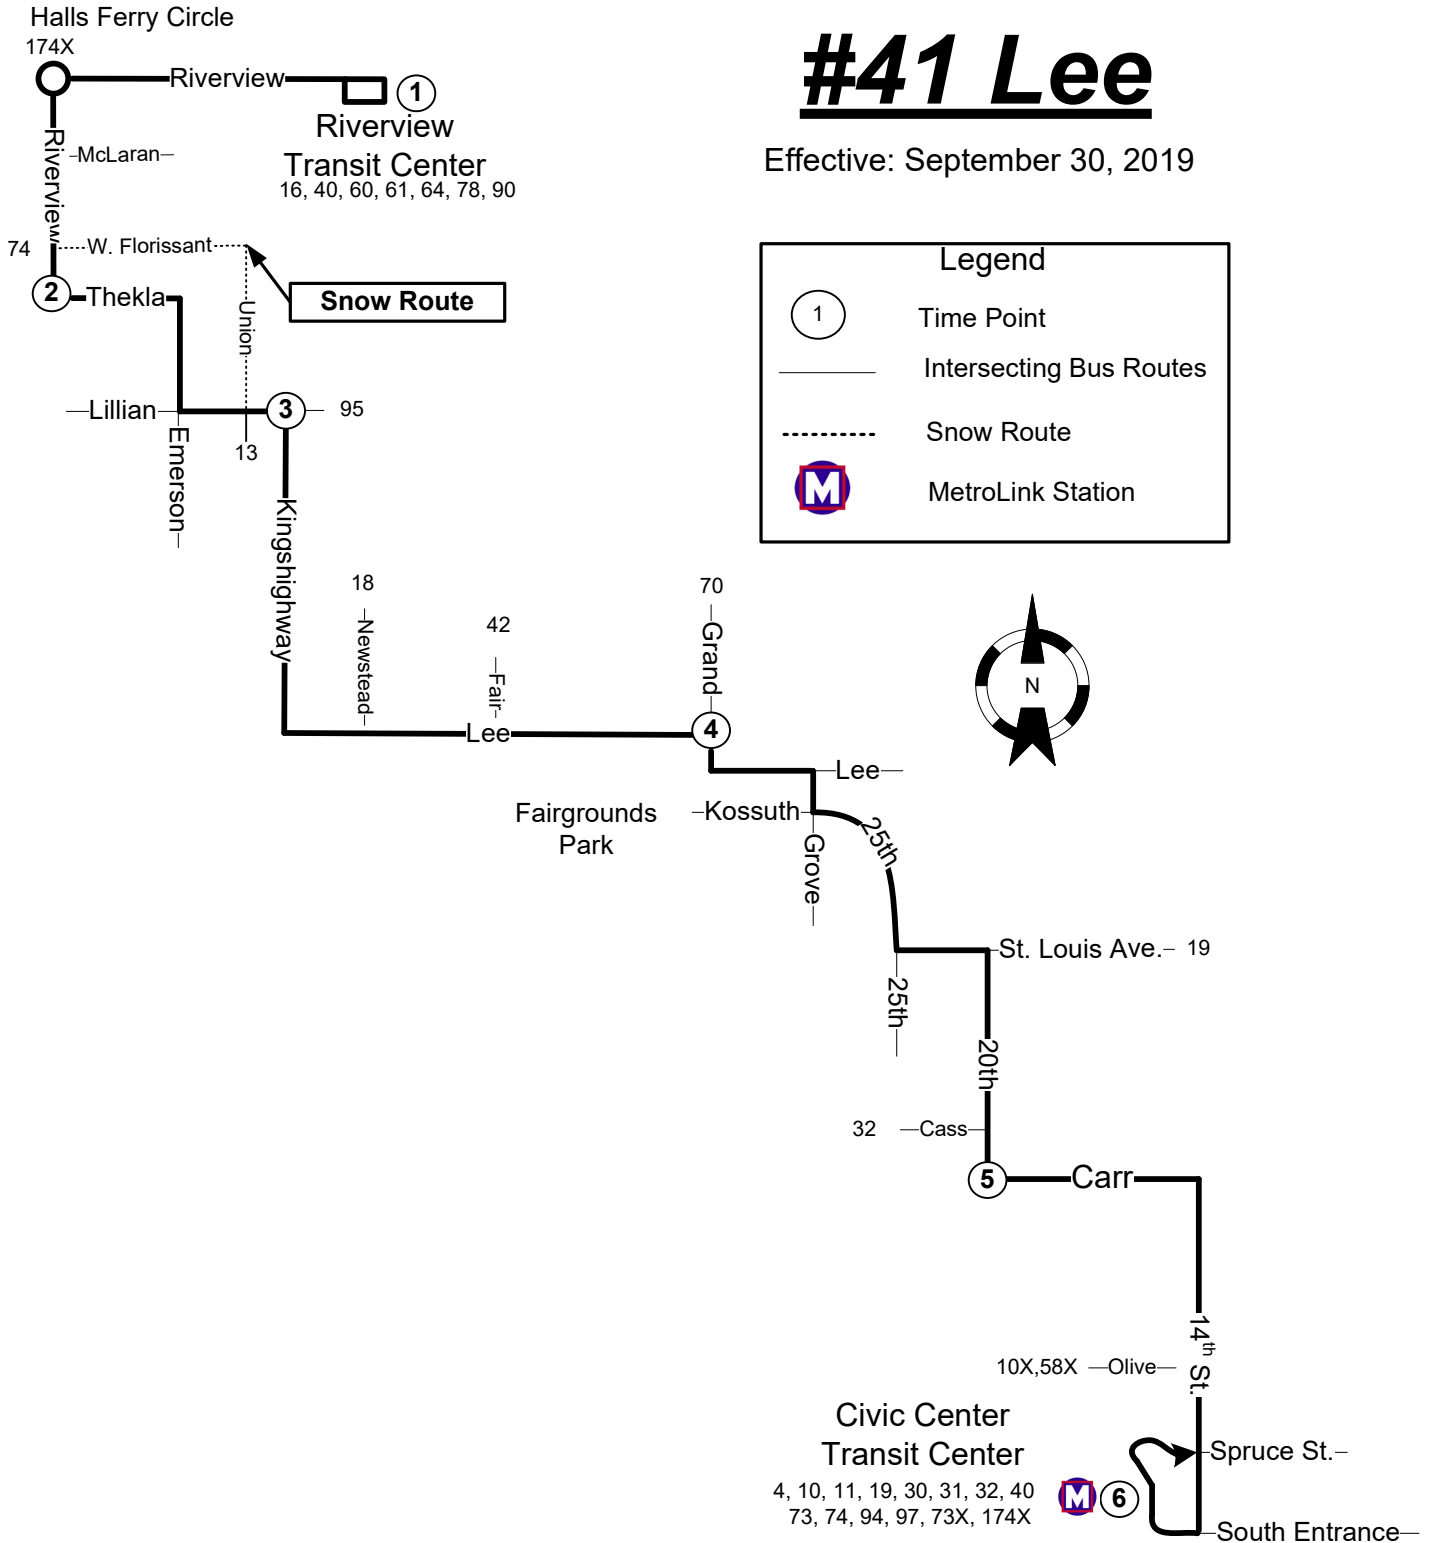 Halls Ferry Circle
174X
Riverview
1
Riverview
Transit Center
16, 40, 60, 61, 64, 78, 90
#41 Lee
Effective: September 30, 2019
Riverview
McLaran
74
W. Florissant
2
Thekla
Union
Snow Route
Legend
1
Time Point
Intersecting Bus Routes
Snow Route
M
MetroLink Station
Lillian
3
95
Emerson
13
Kingshighway
18
Newstead
42
Fair
70
Grand
N
Lee
4
Lee
Fairgrounds
Park
Kossuth
25th
Grove
St. Louis Ave.
19
25th
20th
32
Cass
5
Carr
14th St.
10X,58X
Olive
Civic Center
Transit Center
4, 10, 11, 19, 30, 31, 32, 40
73, 74, 94, 97, 73X, 174X
M
6
Spruce St.
South Entrance